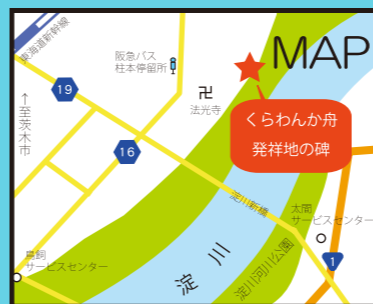 MAP
東海道新幹線
阪急バス
柱本停留所
19
卍
法光寺
くらわんか舟
発祥地の碑
↑至茨木市
16
淀川新橋
太間
サービスセンター
1
鳥飼
サービスセンター
淀川
淀川河川公園